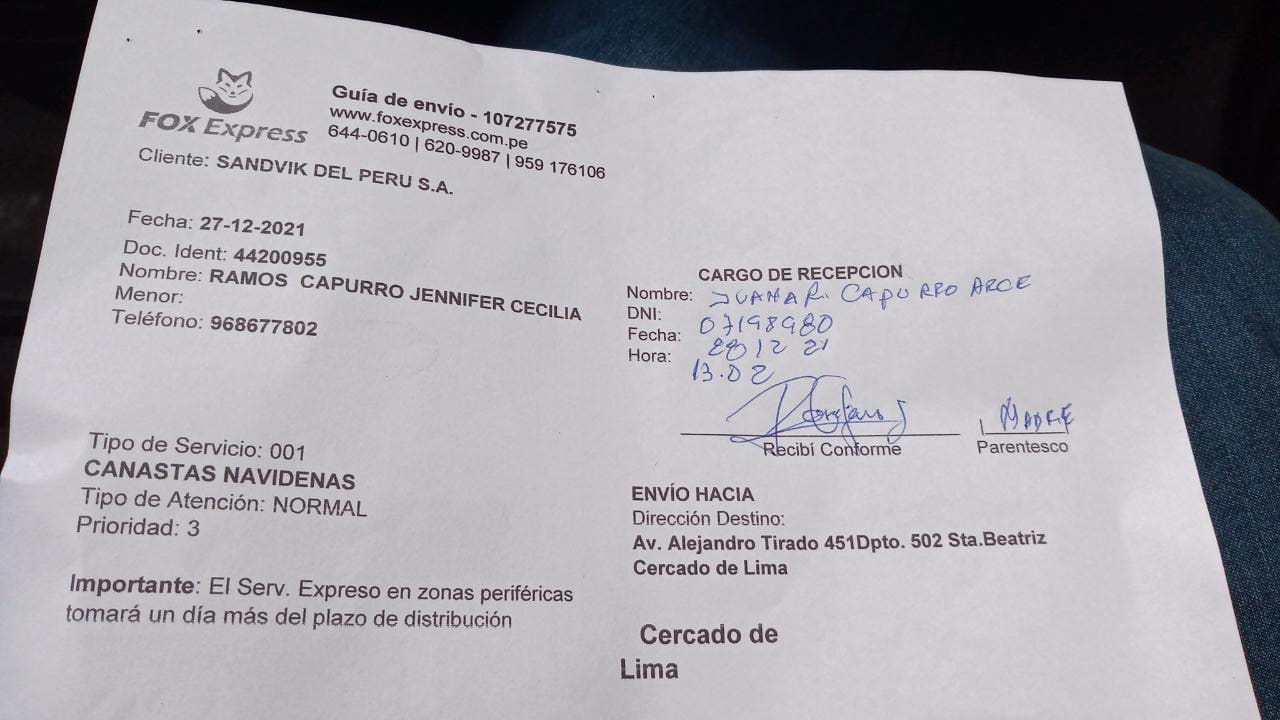 FOX Express
Guía de envío - 107277575
www.foxexpress.com.pe
644-0610 | 620-9987 | 959 176106
Cliente: SANDVIK DEL PERU S.A.
Fecha: 27-12-2021
Doc. Ident: 44200955
Nombre: RAMOS CAPURRO JENNIFER CECILIA
Menor:
Teléfono: 968677802
Tipo de Servicio: 001
CANASTAS NAVIDENAS
Tipo de Atención: NORMAL
Prioridad: 3
Importante: El Serv. Expreso en zonas periféricas
tomará un día más del plazo de distribución
CARGO DE RECEPCION
Nombre: JUANA R. CAPURRO ARCE
DNI: 07198980
Fecha: 28 12 21
Hora: 13.02
Recibí Conforme
MADRE
Parentesco
ENVÍO HACIA
Dirección Destino:
Av. Alejandro Tirado 451Dpto. 502 Sta.Beatriz
Cercado de Lima
Cercado de
Lima